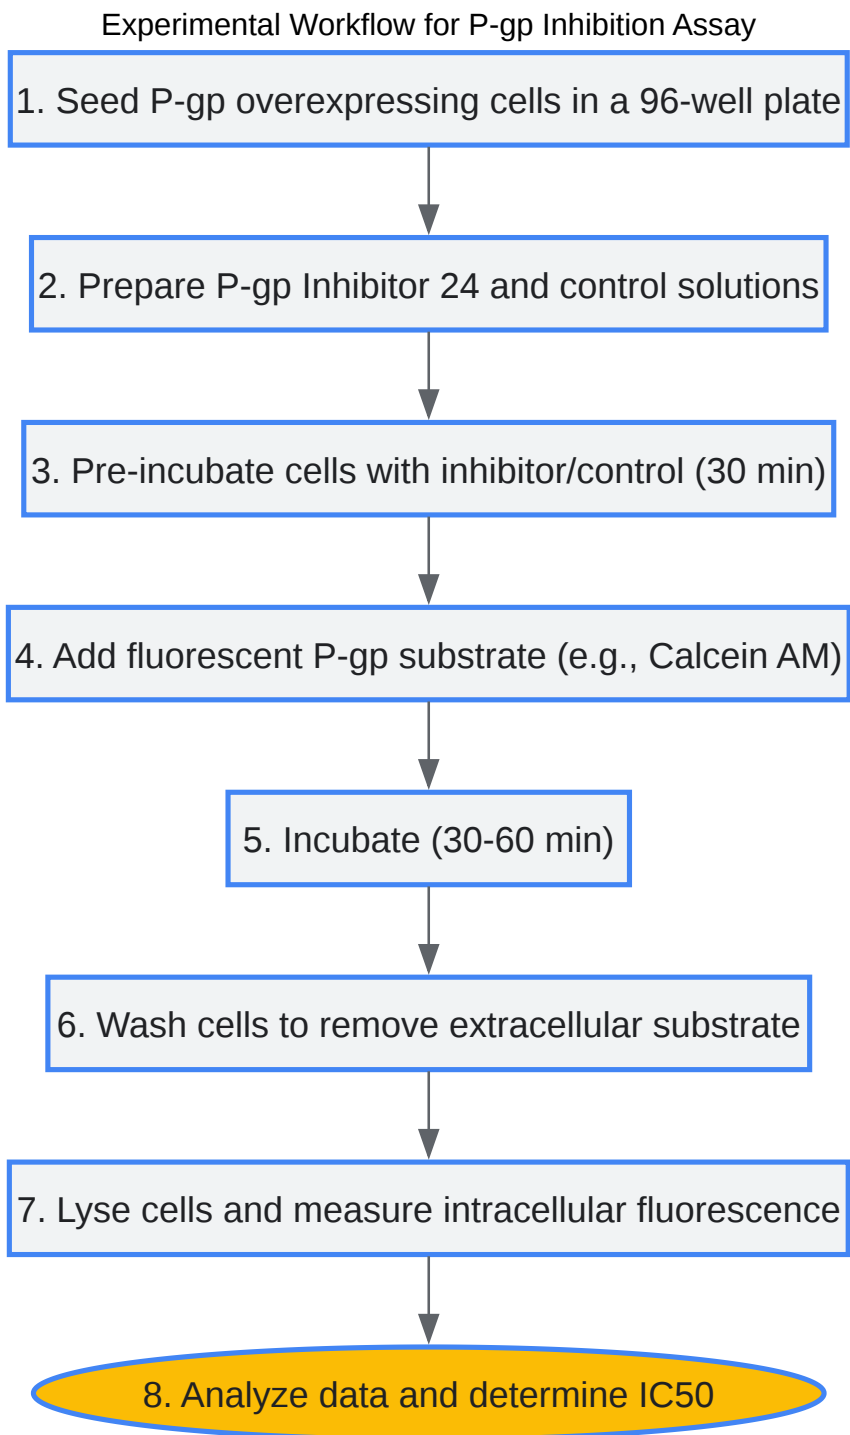 Experimental Workflow for P-gp Inhibition Assay
1. Seed P-gp overexpressing cells in a 96-well plate
2. Prepare P-gp Inhibitor 24 and control solutions
3. Pre-incubate cells with inhibitor/control (30 min)
4. Add fluorescent P-gp substrate (e.g., Calcein AM)
5. Incubate (30-60 min)
6. Wash cells to remove extracellular substrate
7. Lyse cells and measure intracellular fluorescence
8. Analyze data and determine IC50